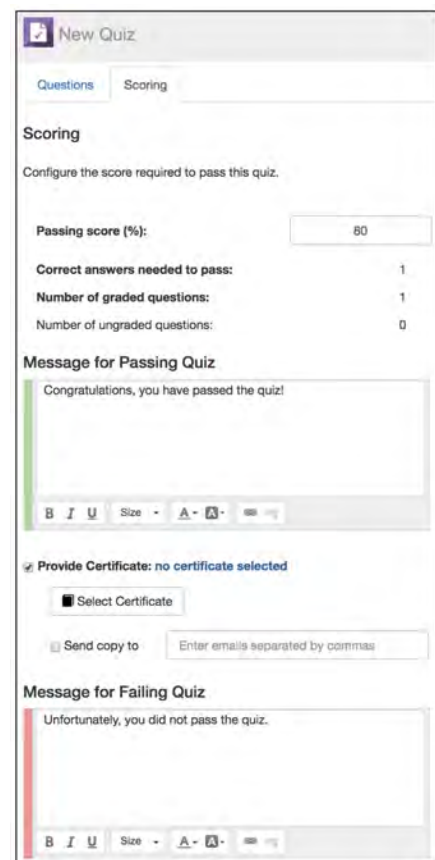 New Quiz
Questions Scoring
Scoring
Configure the score required to pass this quiz.
Passing score (%): 80
Correct answers needed to pass: 1
Number of graded questions: 1
Number of ungraded questions: 0
Message for Passing Quiz
Congratulations, you have passed the quiz!
B I U Size A A
Provide Certificate: no certificate selected
Select Certificate
Send copy to Enter emails separated by commas
Message for Failing Quiz
Unfortunately, you did not pass the quiz.
B I U Size A A